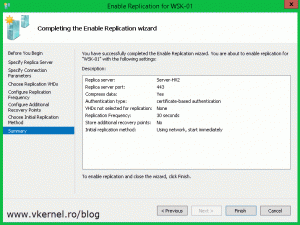 Enable Replication for WSK-01
Completing the Enable Replication wizard
Before You Begin
Specify Replica Server
Specify Connection Parameters
Choose Replication VHDs
Configure Replication Frequency
Configure Additional Recovery Points
Choose Initial Replication Method
Summary
You have successfully completed the Enable Replication wizard. You are about to enable replication for "WSK-01" with the following settings:
Description:
Replica server: Server-HV2
Replica server port: 443
Compress data: Yes
Authentication type: certificate-based authentication
VHDs not selected for replication: None
Replication Frequency: 30 seconds
Store additional recovery points: No
Initial replication method: Using network, start immediately
To enable replication and close the wizard, click Finish.
www.vkernel.ro/blog
< Previous
Next >
Finish
Cancel